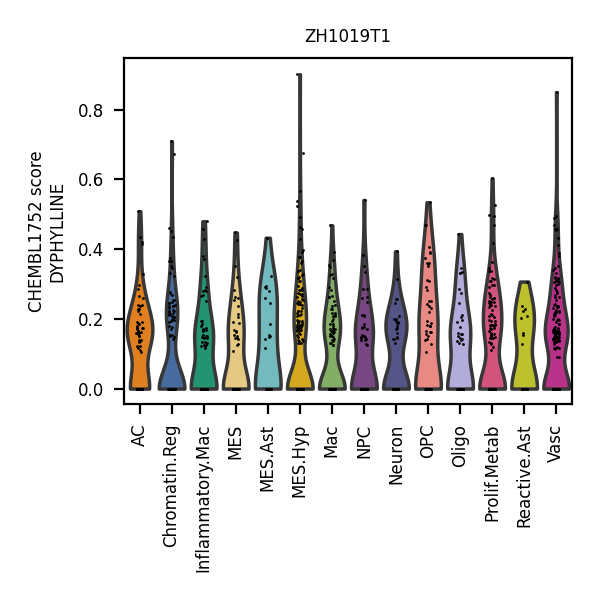 ZH1019T1
CHEMBL1752 score
DYPHYLLINE
0.8
0.6
0.4
0.2
0.0
AC
Chromatin.Reg
Inflammatory.Mac
MES
MES.Ast
MES.Hyp
Mac
NPC
Neuron
OPC
Oligo
Prolif.Metab
Reactive.Ast
Vasc